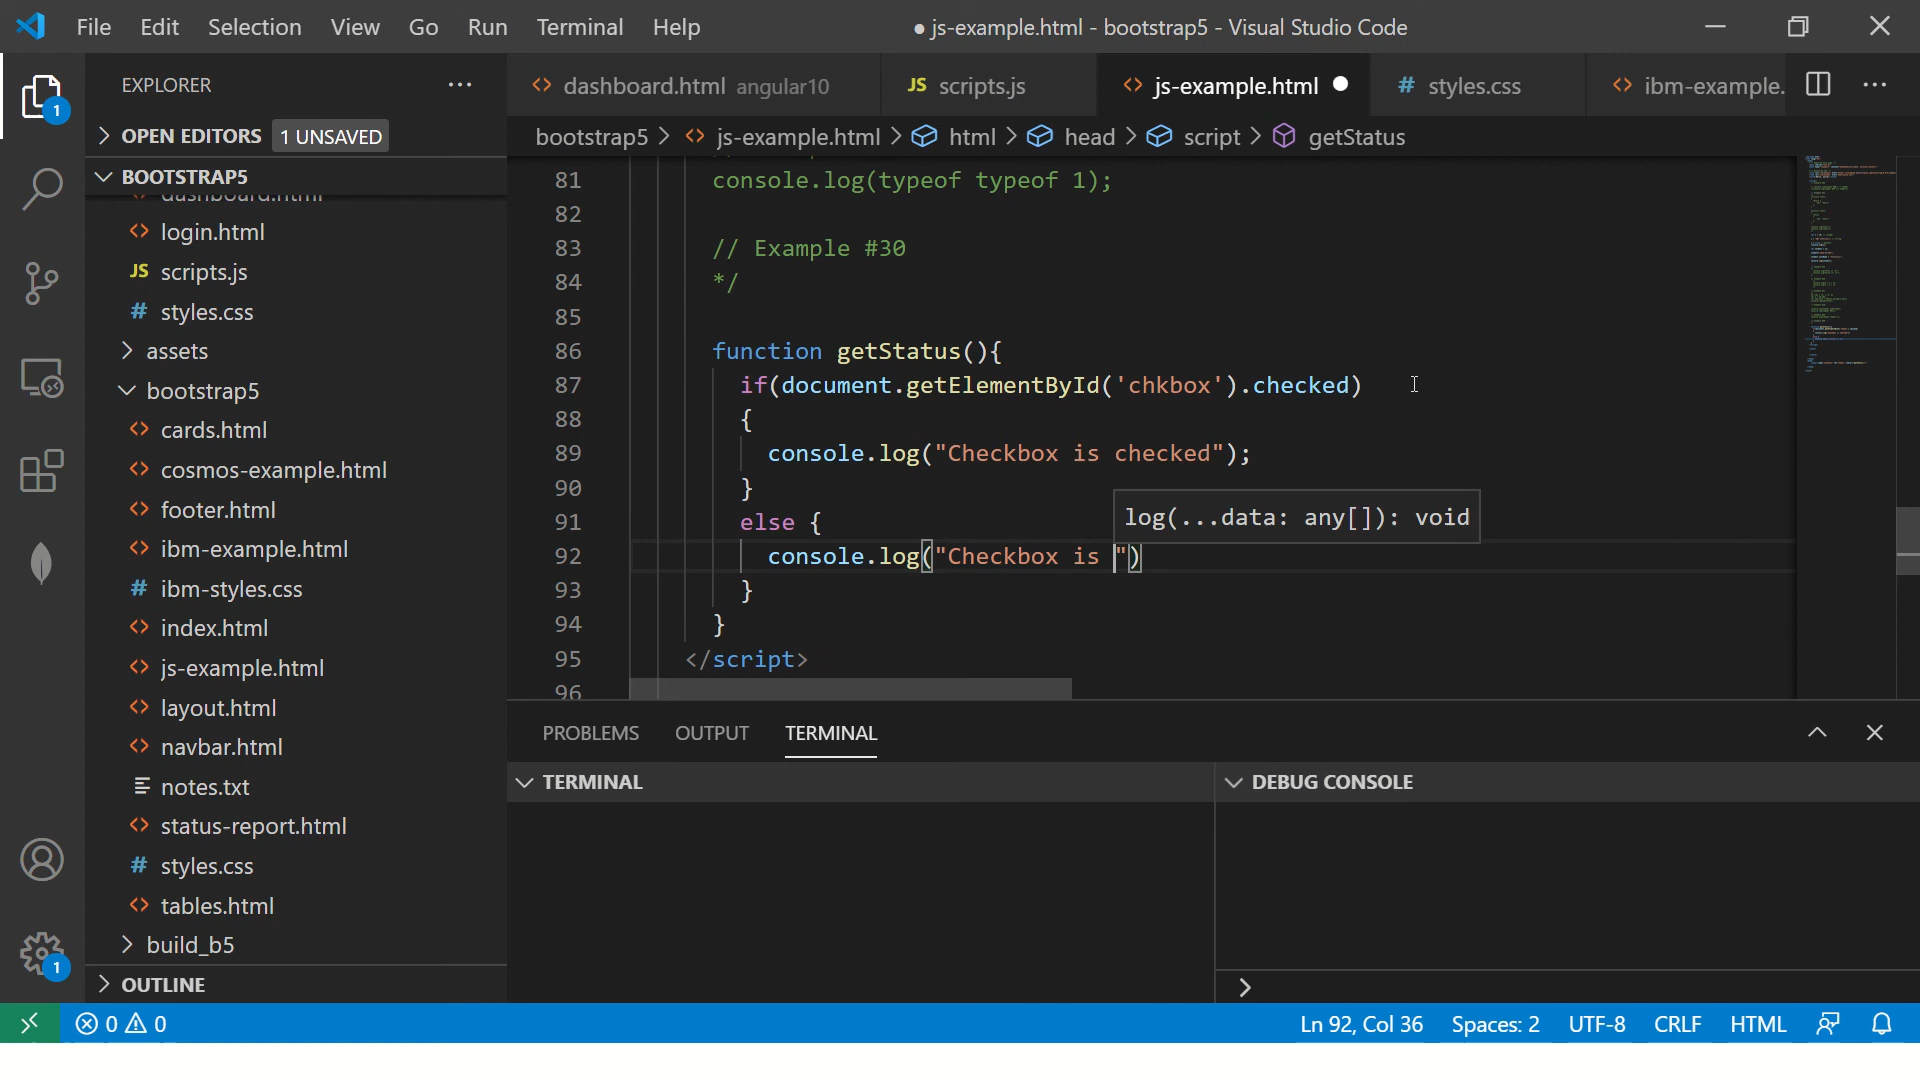 File Edit Selection View Go Run Terminal Help
● js-example.html - bootstrap5 - Visual Studio Code
EXPLORER
OPEN EDITORS 1 UNSAVED
BOOTSTRAP5
dashboard.html
login.html
JS scripts.js
# styles.css
assets
bootstrap5
cards.html
cosmos-example.html
footer.html
ibm-example.html
# ibm-styles.css
index.html
js-example.html
layout.html
navbar.html
notes.txt
status-report.html
# styles.css
tables.html
build_b5
OUTLINE
1
1
dashboard.html angular10
JS scripts.js
js-example.html
# styles.css
ibm-example.
bootstrap5 > js-example.html > html > head > script > getStatus
81 console.log(typeof typeof 1);
82
83 // Example #30
84 */
85
86 function getStatus(){
87 if(document.getElementById('chkbox').checked)
88 {
89 console.log("Checkbox is checked");
90 }
91 else {
log(...data: any[]): void
92 console.log("Checkbox is ")
93 }
94 }
95 </script>
96
PROBLEMS OUTPUT TERMINAL
TERMINAL
DEBUG CONSOLE
0 0
Ln 92, Col 36 Spaces: 2 UTF-8 CRLF HTML